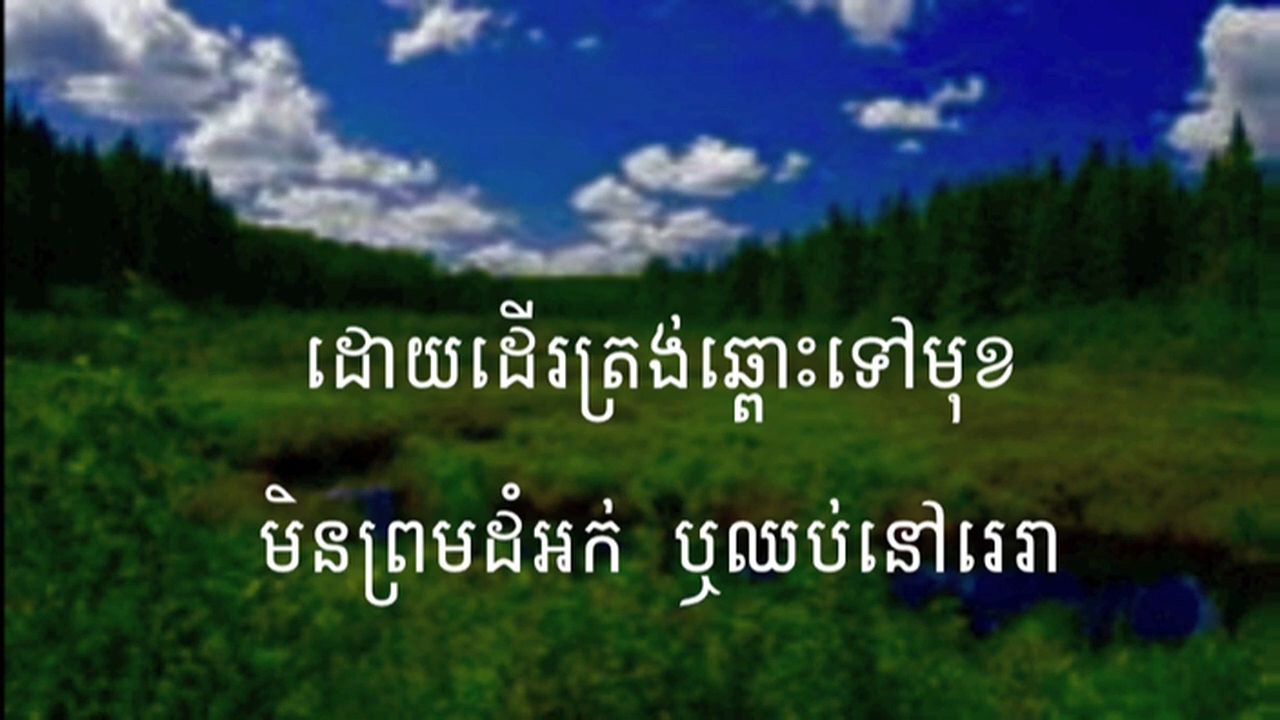 ដោយដើរត្រង់ឆ្ពោះទៅមុខ
មិនព្រមដំអក់ ឬឈប់នៅរេរា